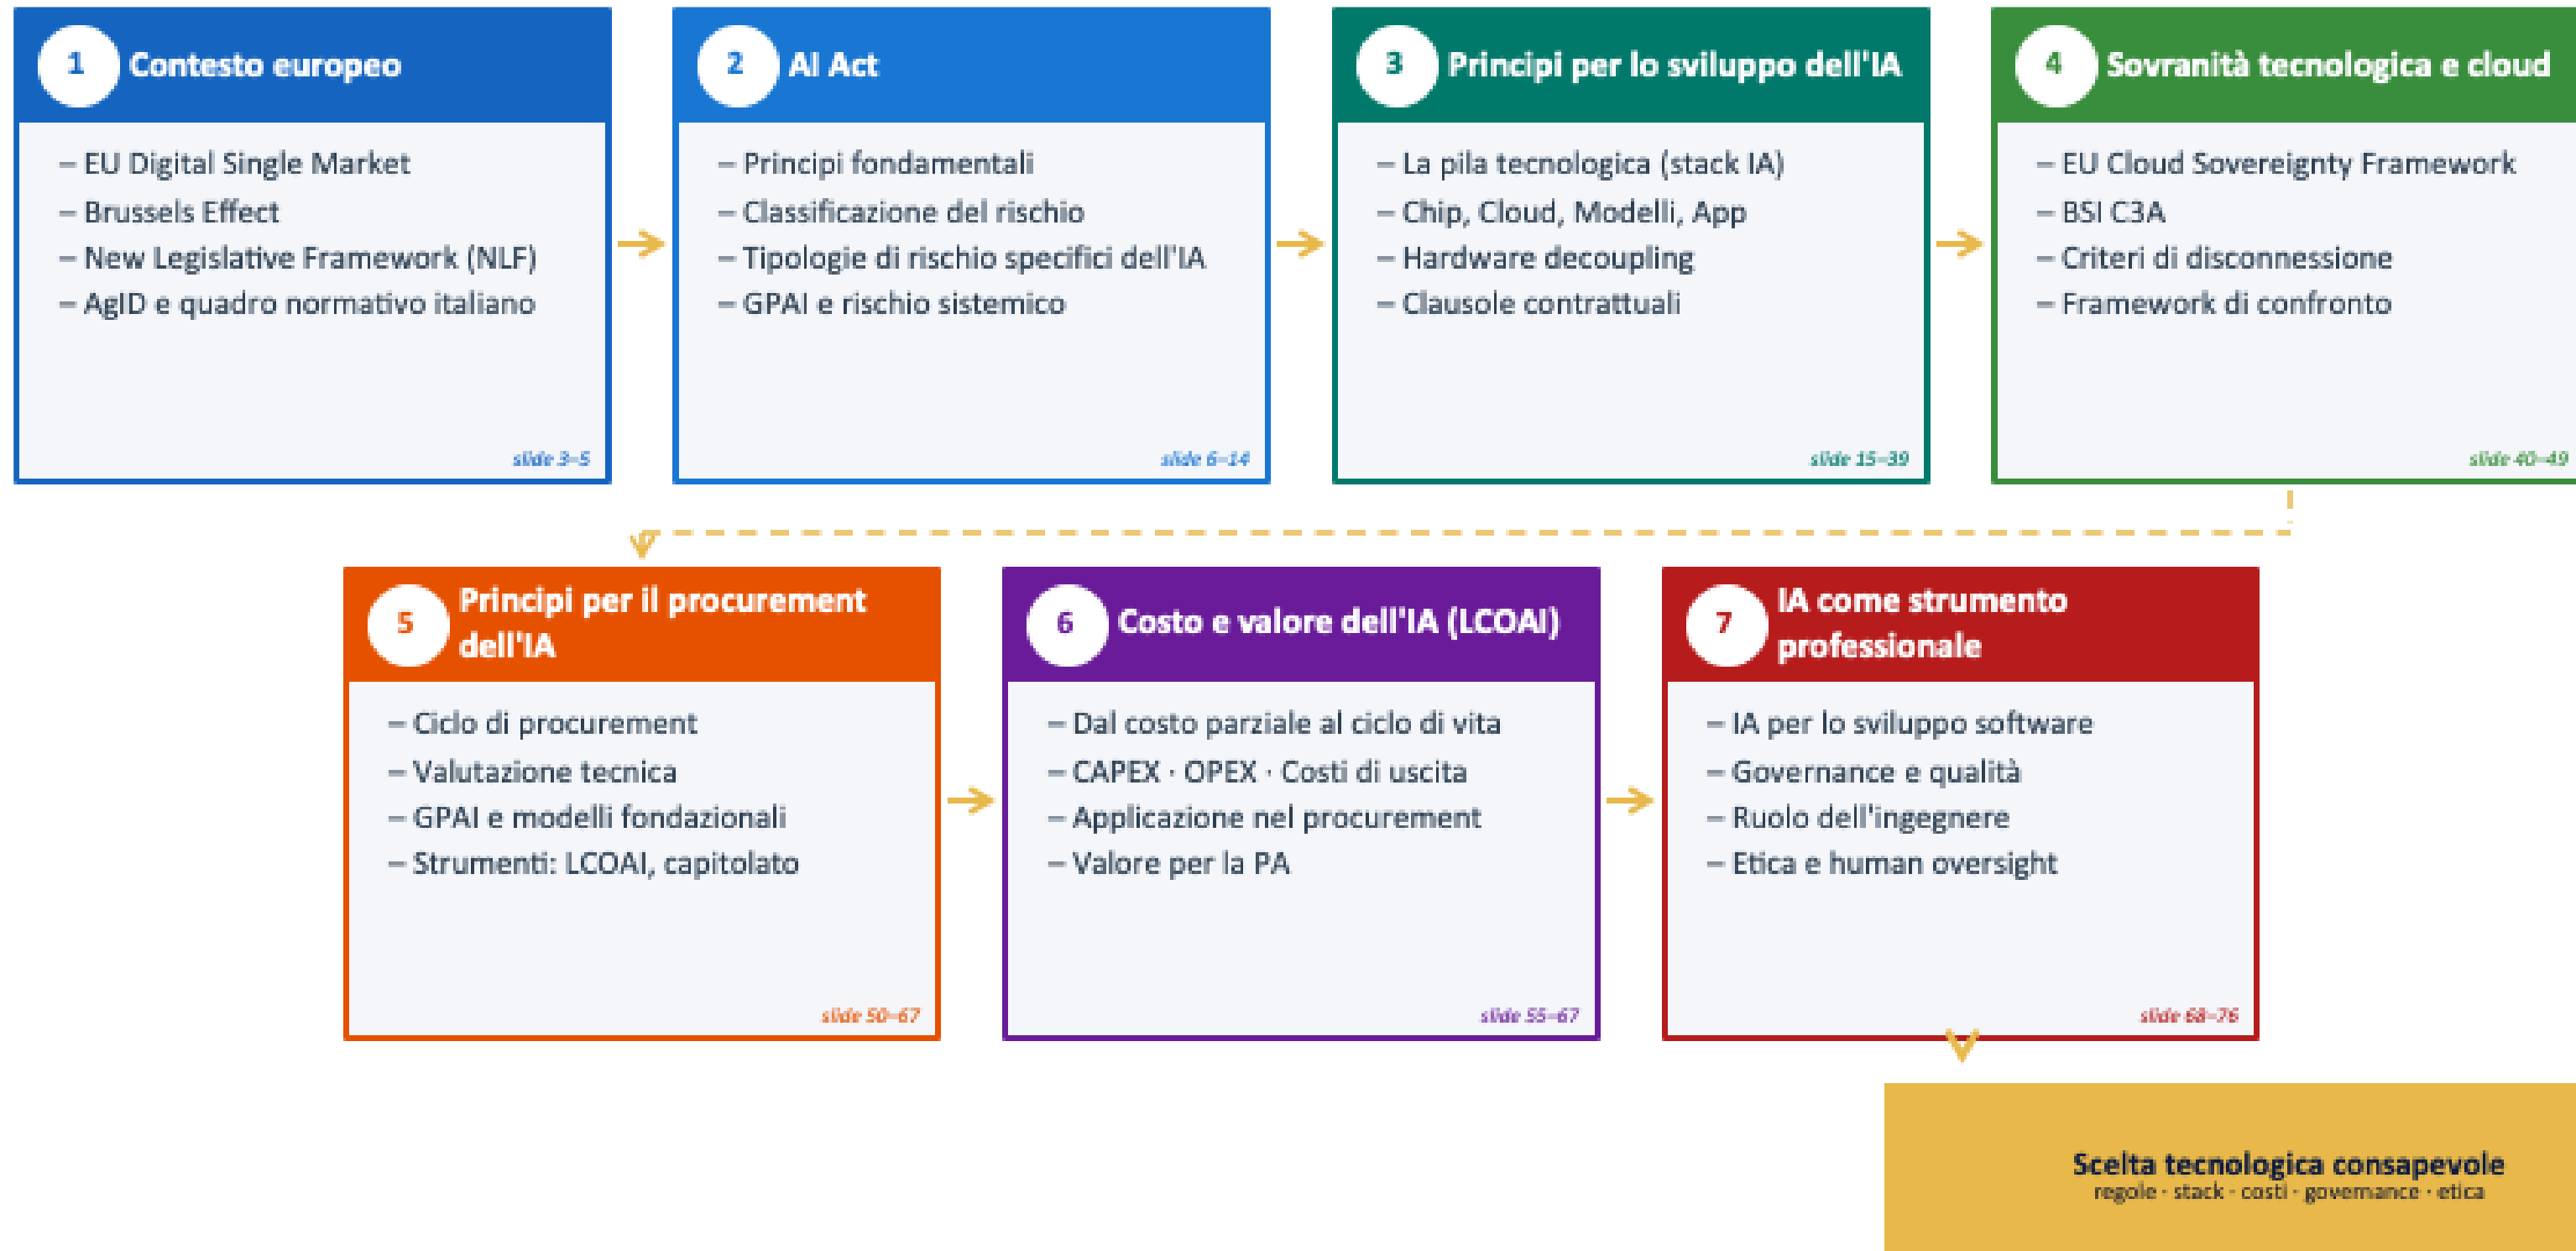 1 Contesto europeo
– EU Digital Single Market
– Brussels Effect
– New Legislative Framework (NLF)
– AgID e quadro normativo italiano
slide 3–5
2 AI Act
– Principi fondamentali
– Classificazione del rischio
– Tipologie di rischio specifici dell'IA
– GPAI e rischio sistemico
slide 6–14
3 Principi per lo sviluppo dell'IA
– La pila tecnologica (stack IA)
– Chip, Cloud, Modelli, App
– Hardware decoupling
– Clausole contrattuali
slide 15–39
4 Sovranità tecnologica e cloud
– EU Cloud Sovereignty Framework
– BSI C3A
– Criteri di disconnessione
– Framework di confronto
slide 40–49
5 Principi per il procurement
dell'IA
– Ciclo di procurement
– Valutazione tecnica
– GPAI e modelli fondazionali
– Strumenti: LCOAI, capitolato
slide 50–67
6 Costo e valore dell'IA (LCOAI)
– Dal costo parziale al ciclo di vita
– CAPEX · OPEX · Costi di uscita
– Applicazione nel procurement
– Valore per la PA
slide 55–67
7 IA come strumento
professionale
– IA per lo sviluppo software
– Governance e qualità
– Ruolo dell'ingegnere
– Etica e human oversight
slide 68–76
Scelta tecnologica consapevole
regole · stack · costi · governance · etica